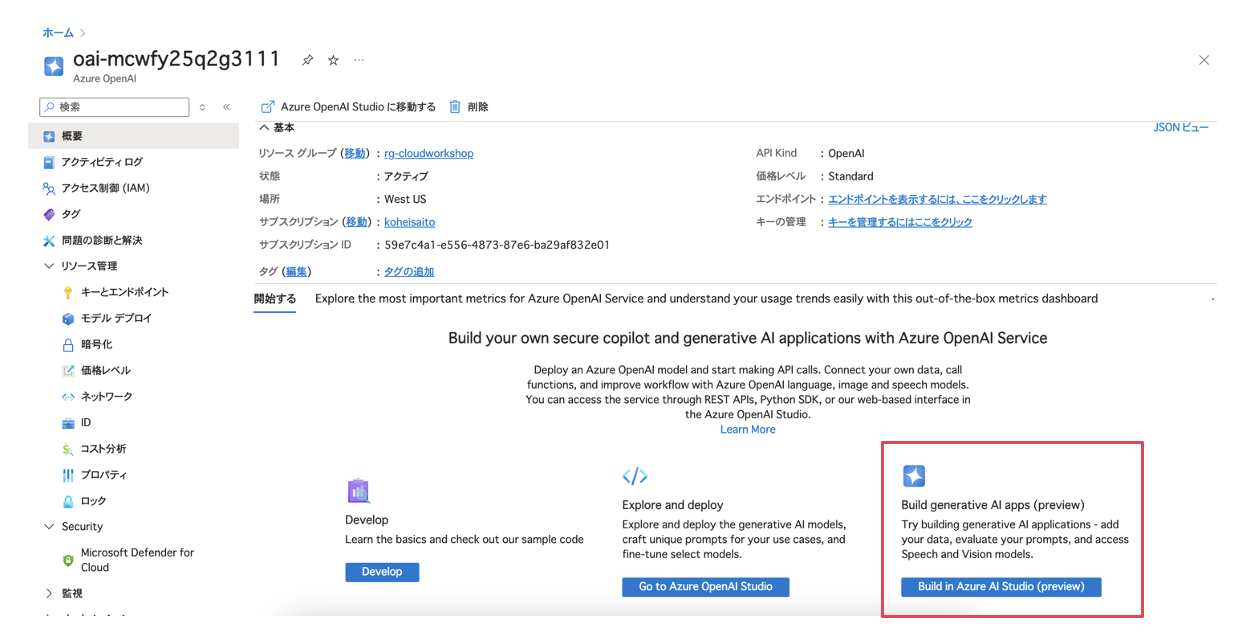 ホーム
oai-mcwfy25q2g3111
Azure OpenAI
検索
概要
アクティビティ ログ
アクセス制御 (IAM)
タグ
問題の診断と解決
リソース管理
キーとエンドポイント
モデル デプロイ
暗号化
価格レベル
ネットワーク
ID
コスト分析
プロパティ
ロック
Security
Microsoft Defender for
Cloud
監視
Azure OpenAI Studio に移動する 削除
基本
JSON ビュー
リソース グループ (移動) : rg-cloudworkshop
状態 : アクティブ
場所 : West US
サブスクリプション (移動) : koheisaito
サブスクリプション ID : 59e7c4a1-e556-4873-87e6-ba29af832e01
タグ (編集) : タグの追加
API Kind : OpenAI
価格レベル : Standard
エンドポイント : エンドポイントを表示するには、ここをクリックします
キーの管理 : キーを管理するにはここをクリック
開始する Explore the most important metrics for Azure OpenAI Service and understand your usage trends easily with this out-of-the-box metrics dashboard
Build your own secure copilot and generative AI applications with Azure OpenAI Service
Deploy an Azure OpenAI model and start making API calls. Connect your own data, call
functions, and improve workflow with Azure OpenAI language, image and speech models.
You can access the service through REST APIs, Python SDK, or our web-based interface in
the Azure OpenAI Studio.
Learn More
Develop
Learn the basics and check out our sample code
Develop
Explore and deploy
Explore and deploy the generative AI models,
craft unique prompts for your use cases, and
fine-tune select models.
Go to Azure OpenAI Studio
Build generative AI apps (preview)
Try building generative AI applications - add
your data, evaluate your prompts, and access
Speech and Vision models.
Build in Azure AI Studio (preview)